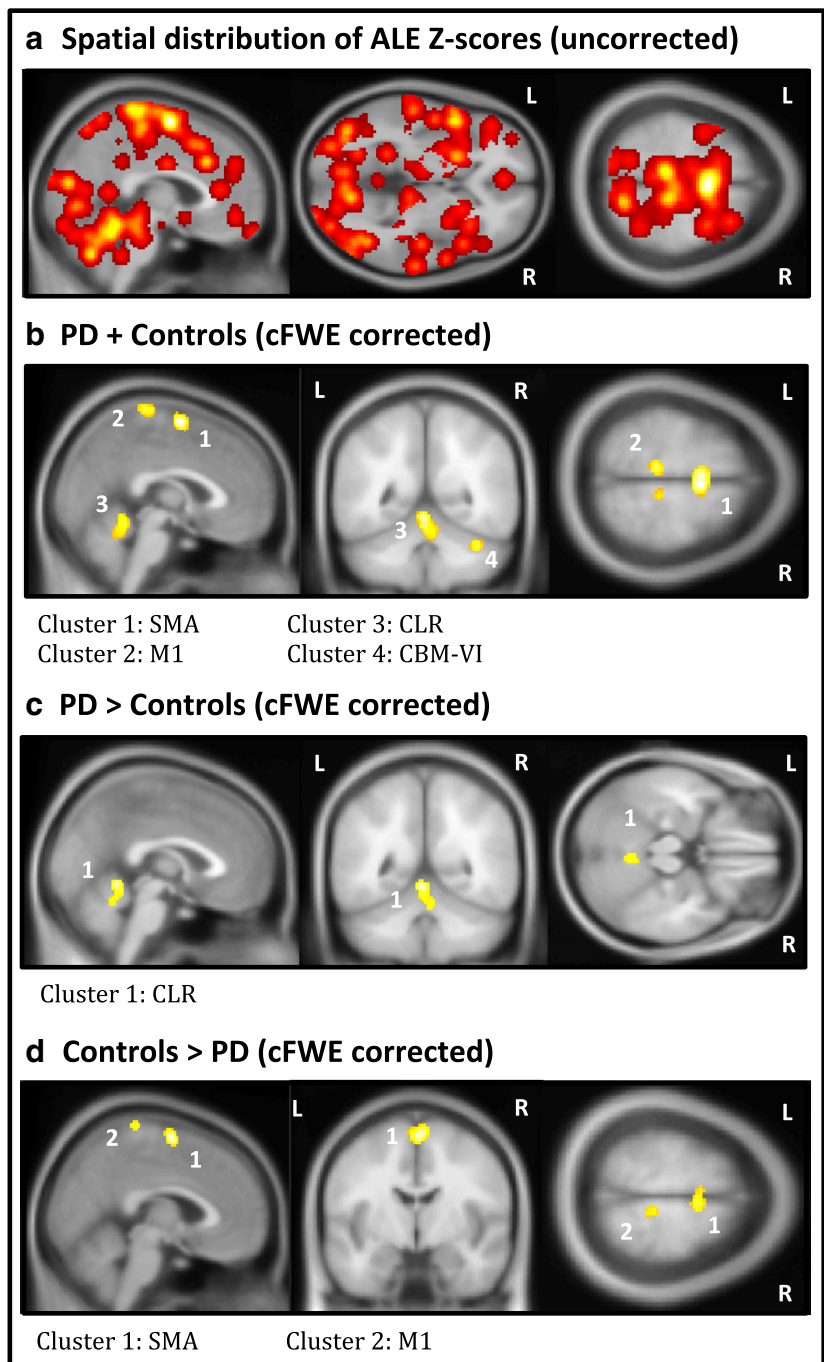 a Spatial distribution of ALE Z-scores (uncorrected)
L L
R R
b PD + Controls (cFWE corrected)
L R L
2 1 2
3 3 4 1
R
Cluster 1: SMA Cluster 3: CLR
Cluster 2: M1 Cluster 4: CBM-VI
c PD > Controls (cFWE corrected)
L R L
1 1 1
R
Cluster 1: CLR
d Controls > PD (cFWE corrected)
L R L
2 1 1 2 1
R
Cluster 1: SMA Cluster 2: M1